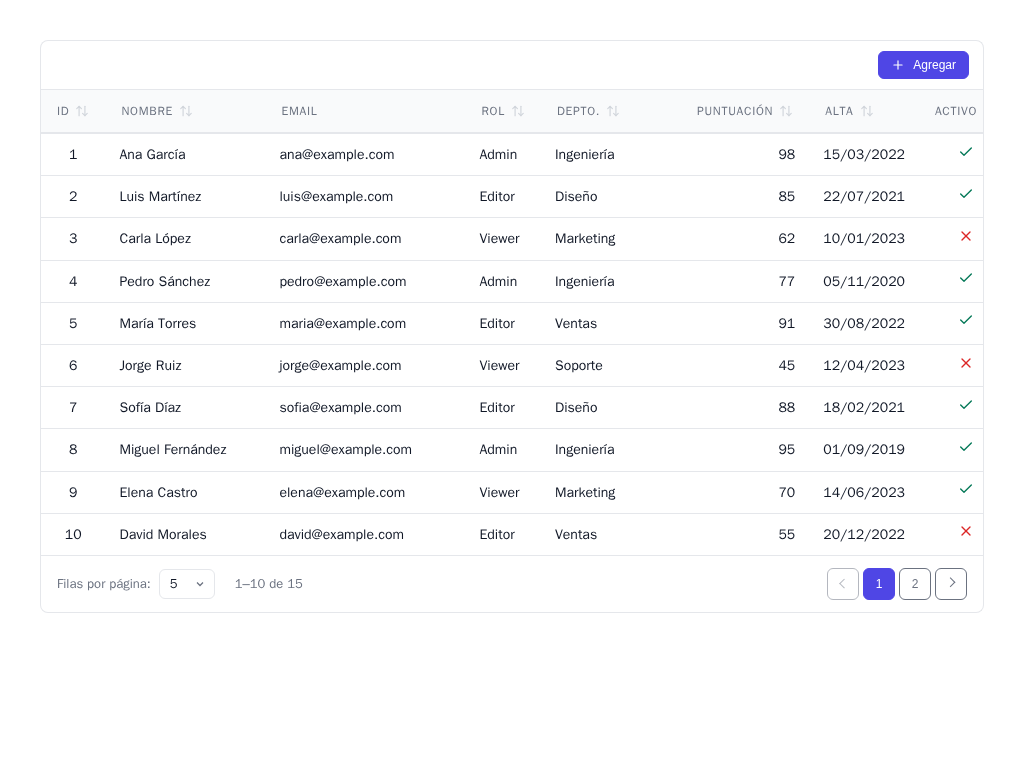 Agregar
ID NOMBRE EMAIL ROL DEPTO. PUNTUACIÓN ALTA ACTIVO
1 Ana García ana@example.com Admin Ingeniería 98 15/03/2022
2 Luis Martínez luis@example.com Editor Diseño 85 22/07/2021
3 Carla López carla@example.com Viewer Marketing 62 10/01/2023
4 Pedro Sánchez pedro@example.com Admin Ingeniería 77 05/11/2020
5 María Torres maria@example.com Editor Ventas 91 30/08/2022
6 Jorge Ruiz jorge@example.com Viewer Soporte 45 12/04/2023
7 Sofía Díaz sofia@example.com Editor Diseño 88 18/02/2021
8 Miguel Fernández miguel@example.com Admin Ingeniería 95 01/09/2019
9 Elena Castro elena@example.com Viewer Marketing 70 14/06/2023
10 David Morales david@example.com Editor Ventas 55 20/12/2022
Filas por página: 5 1–10 de 15 1 2